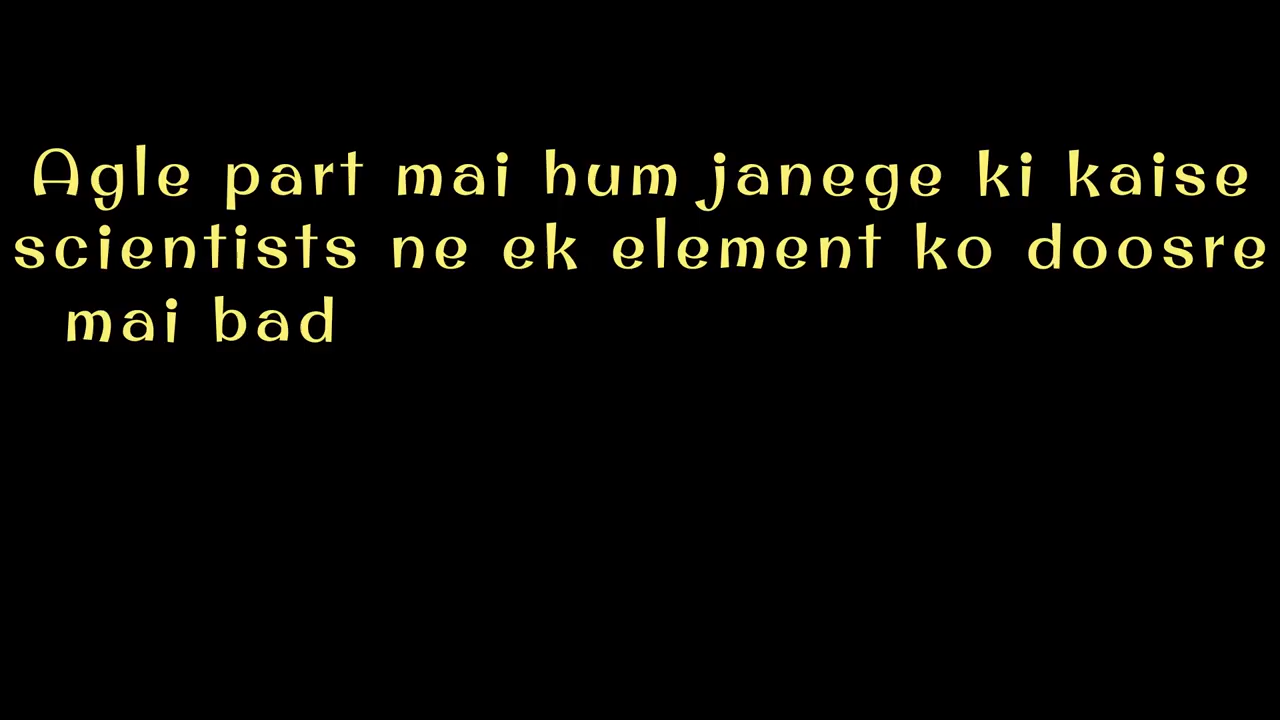 Agle part mai hum janege ki kaise
scientists ne ek element ko doosre
mai bad